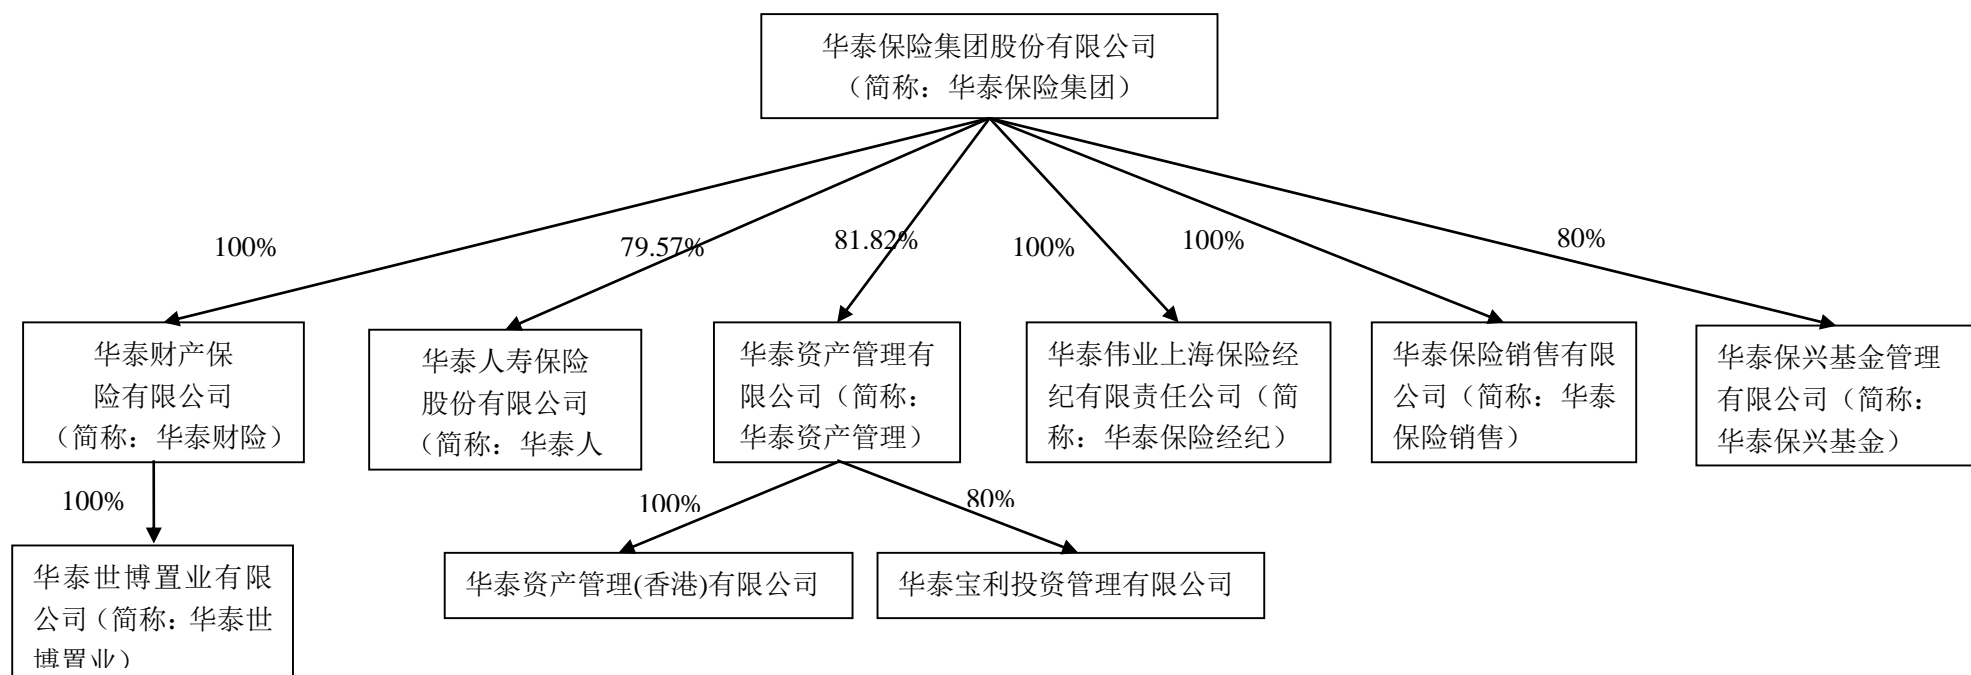 华泰保险集团股份有限公司
（简称：华泰保险集团）
100%
79.57%
81.82%
100%
100%
80%
华泰财产保
险有限公司
（简称：华泰财险）
华泰人寿保险
股份有限公司
（简称：华泰人
华泰资产管理有
限公司（简称：
华泰资产管理）
华泰伟业上海保险经
纪有限责任公司（简
称：华泰保险经纪）
华泰保险销售有限
公司（简称：华泰
保险销售）
华泰保兴基金管理
有限公司（简称：
华泰保兴基金）
100%
100%
80%
华泰世博置业有限
公司（简称：华泰世
博置业）
华泰资产管理(香港)有限公司
华泰宝利投资管理有限公司